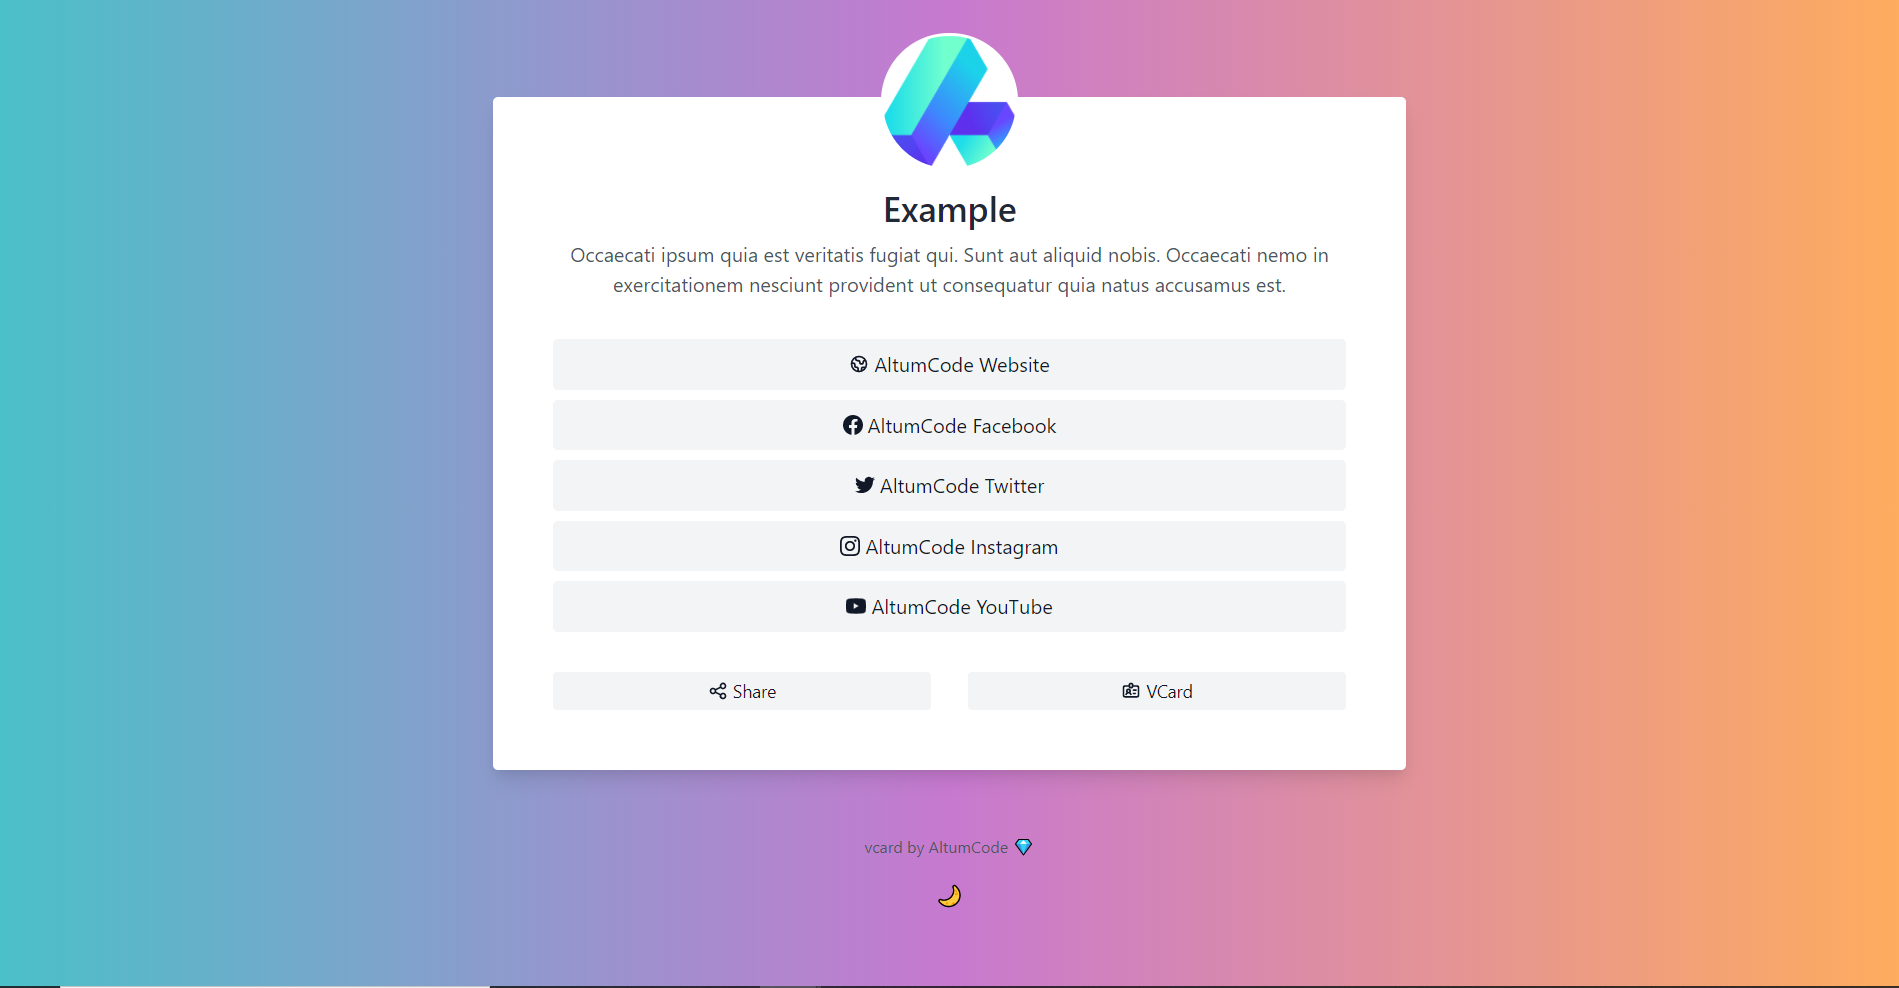 Example
Occaecati ipsum quia est veritatis fugiat qui. Sunt aut aliquid nobis. Occaecati nemo in
exercitationem nesciunt provident ut consequatur quia natus accusamus est.
AltumCode Website
AltumCode Facebook
AltumCode Twitter
AltumCode Instagram
AltumCode YouTube
Share
VCard
vcard by AltumCode